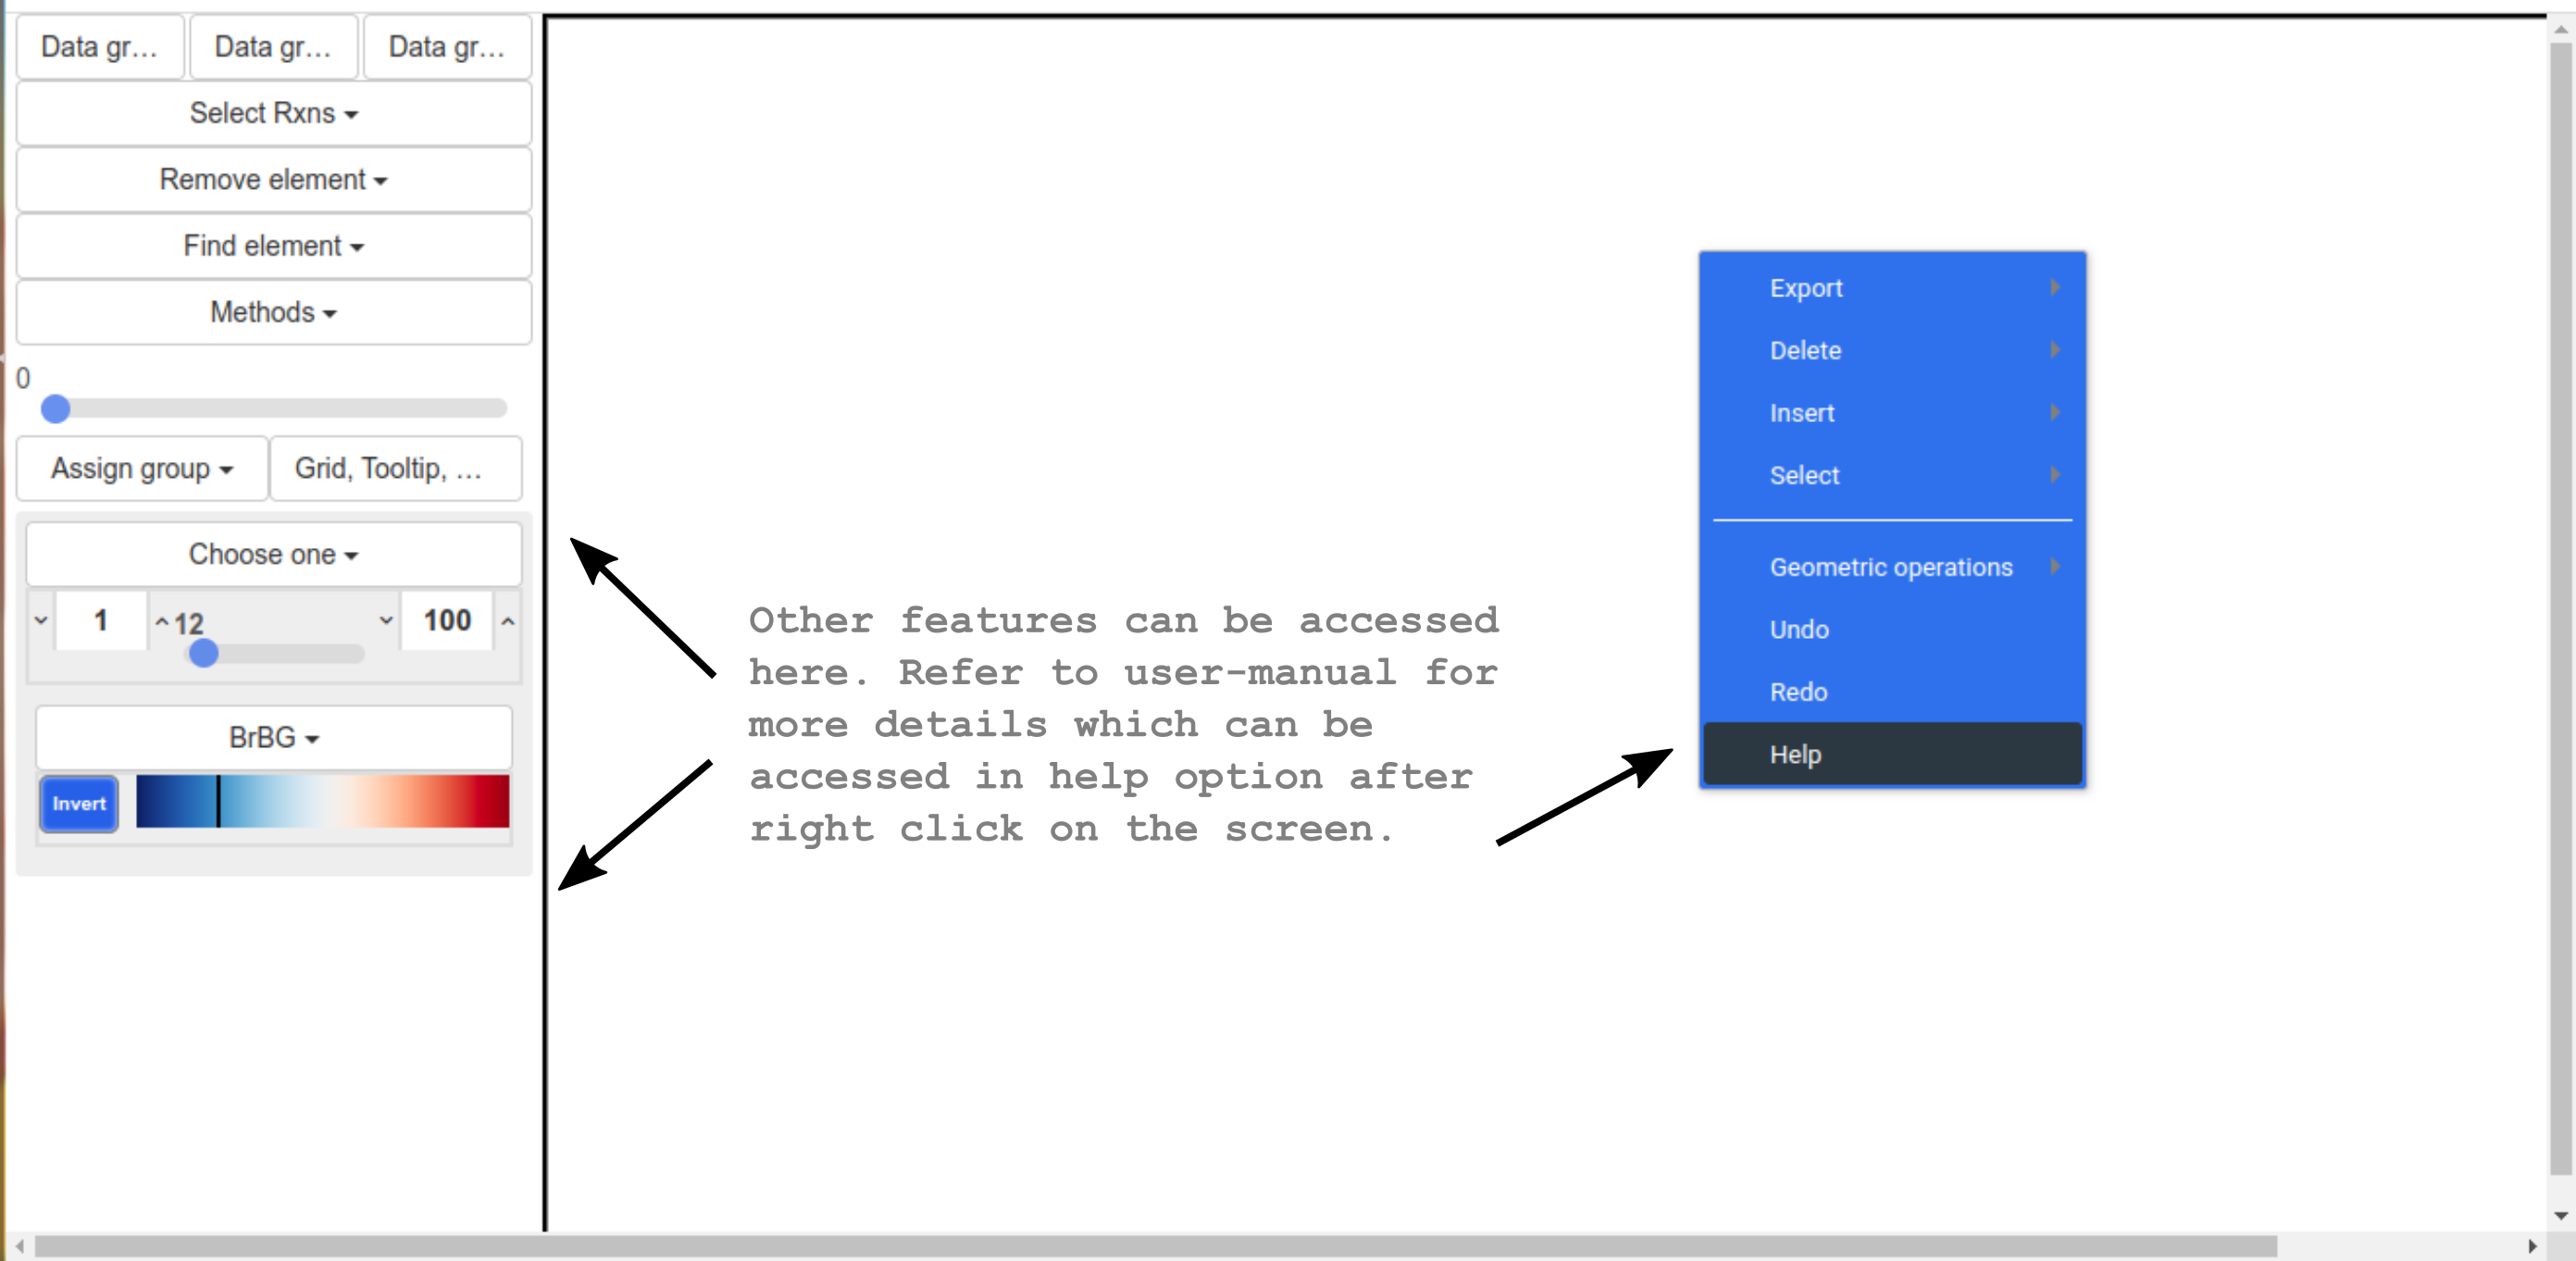 Data gr... Data gr... Data gr...
Select Rxns
Remove element
Find element
Methods
0
Assign group Grid, Tooltip, ...
Choose one
1 12 100
BrBG
Invert
Other features can be accessed
here. Refer to user-manual for
more details which can be
accessed in help option after
right click on the screen.
Export
Delete
Insert
Select
Geometric operations
Undo
Redo
Help